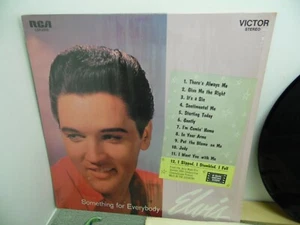 RCA
VICTOR
STEREO
1. There's Always Me
2. Give Me the Right
3. It's a Sin
4. Sentimental Me
5. Starting Today
6. Gently
7. I'm Comin' Home
8. In Your Arms
9. Put the Blame on Me
10. Judy
11. I Want You with Me
12. I Slipped, I Stumbled, I Fell
Something for Everybody
Elvis